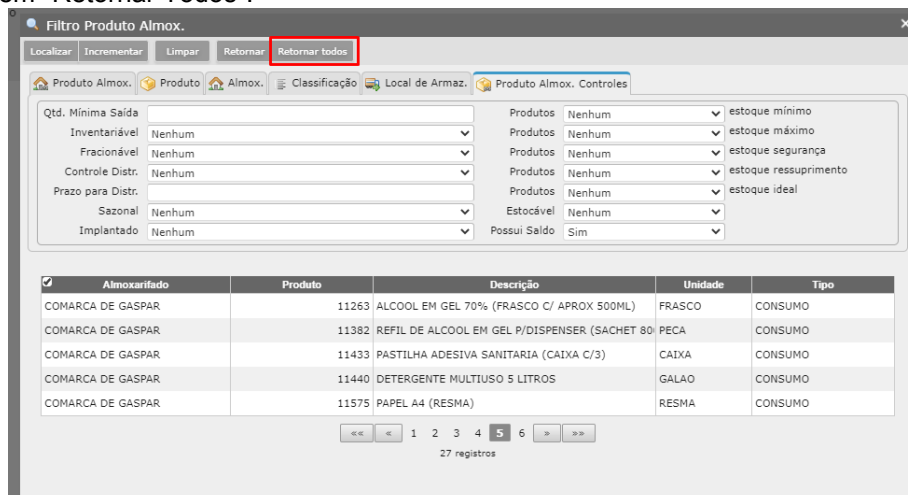 em "Retornar Todos".
Filtro Produto Almox.
Localizar Incrementar Limpar Retornar Retornar todos
Produto Almox. Produto Almox. Classificação Local de Armaz. Produto Almox. Controles
Qtd. Mínima Saída Produtos Nenhum estoque mínimo
Inventariável Nenhum Produtos Nenhum estoque máximo
Fracionável Nenhum Produtos Nenhum estoque segurança
Controle Distr. Nenhum Produtos Nenhum estoque ressuprimento
Prazo para Distr. Produtos Nenhum estoque ideal
Sazonal Nenhum Estocável Nenhum
Implantado Nenhum Possui Saldo Sim
Almoxarifado Produto Descrição Unidade Tipo
COMARCA DE GASPAR 11263 ALCOOL EM GEL 70% (FRASCO C/ APROX 500ML) FRASCO CONSUMO
COMARCA DE GASPAR 11382 REFIL DE ALCOOL EM GEL P/DISPENSER (SACHET 80 PECA CONSUMO
COMARCA DE GASPAR 11433 PASTILHA ADESIVA SANITARIA (CAIXA C/3) CAIXA CONSUMO
COMARCA DE GASPAR 11440 DETERGENTE MULTIUSO 5 LITROS GALAO CONSUMO
COMARCA DE GASPAR 11575 PAPEL A4 (RESMA) RESMA CONSUMO
«« « 1 2 3 4 5 6 » »»
27 registros